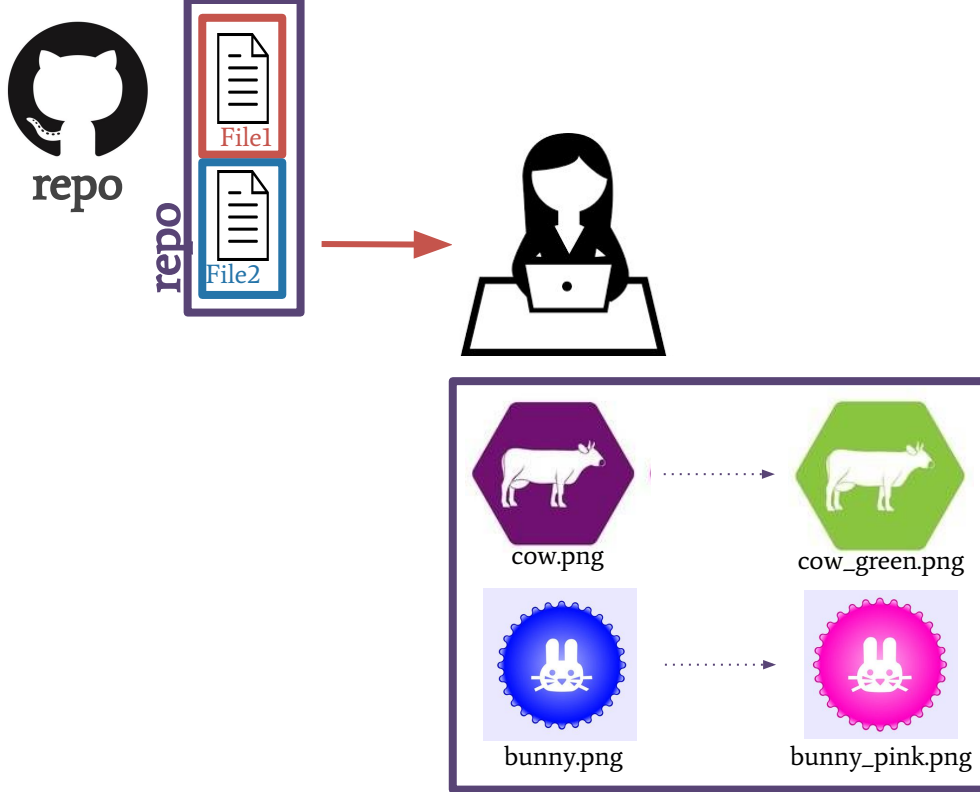 repo
repo
File1
File2
cow.png
cow_green.png
bunny.png
bunny_pink.png